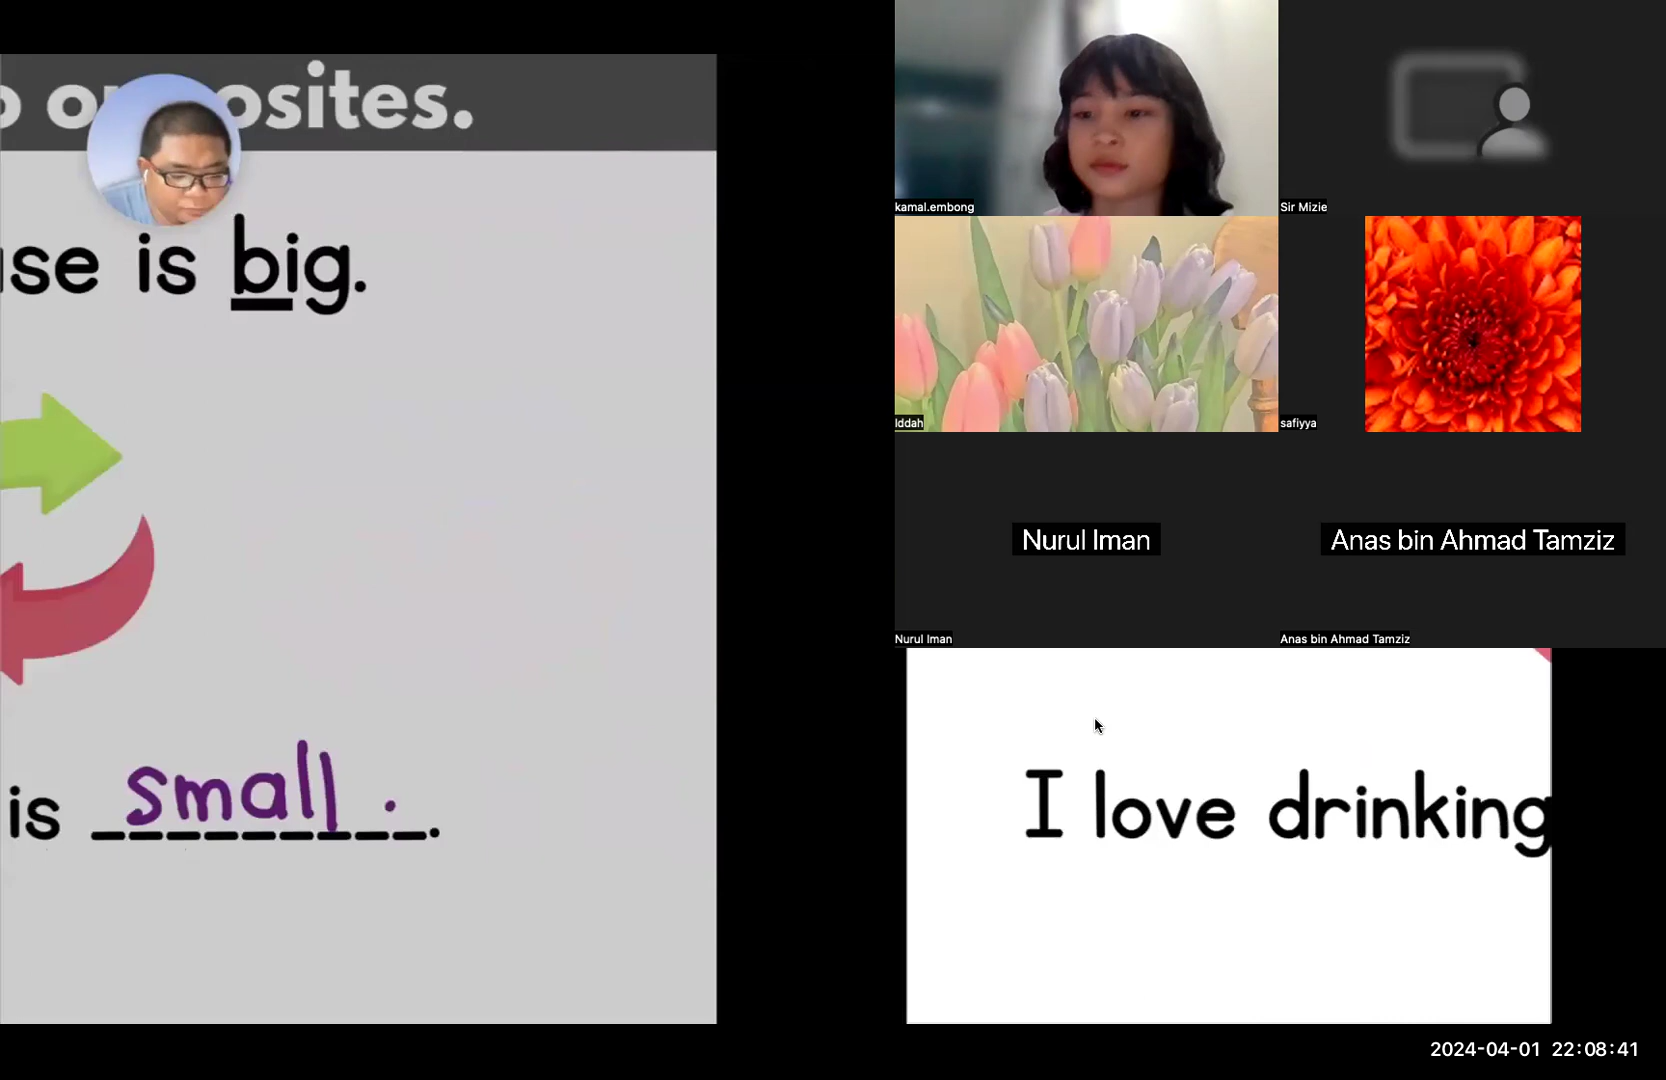 osites.
is big.
is small .
kamal.embong
Sir Mizie
Iddah
safiyya
Nurul Iman
Anas bin Ahmad Tamziz
Nurul Iman
Anas bin Ahmad Tamziz
I love drinking
2024-04-01 22:08:41